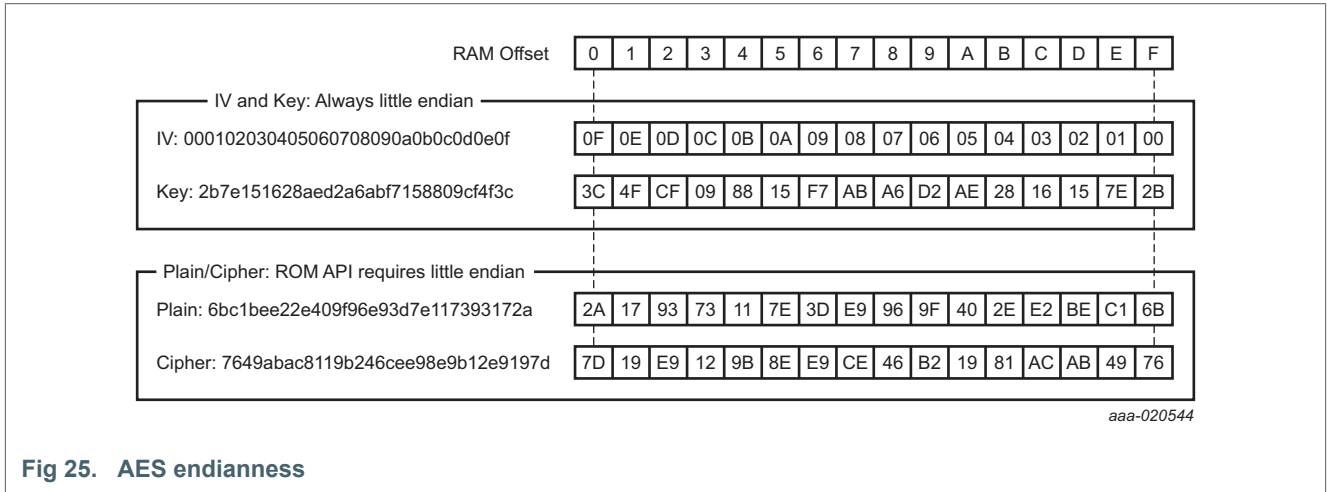 RAM Offset 0 1 2 3 4 5 6 7 8 9 A B C D E F
IV and Key: Always little endian
IV: 000102030405060708090a0b0c0d0e0f 0F 0E 0D 0C 0B 0A 09 08 07 06 05 04 03 02 01 00
Key: 2b7e151628aed2a6abf7158809cf4f3c 3C 4F CF 09 88 15 F7 AB A6 D2 AE 28 16 15 7E 2B
Plain/Cipher: ROM API requires little endian
Plain: 6bc1bee22e409f96e93d7e117393172a 2A 17 93 73 11 7E 3D E9 96 9F 40 2E E2 BE C1 6B
Cipher: 7649abac8119b246cee98e9b12e9197d 7D 19 E9 12 9B 8E E9 CE 46 B2 19 81 AC AB 49 76
aaa-020544
Fig 25. AES endianness